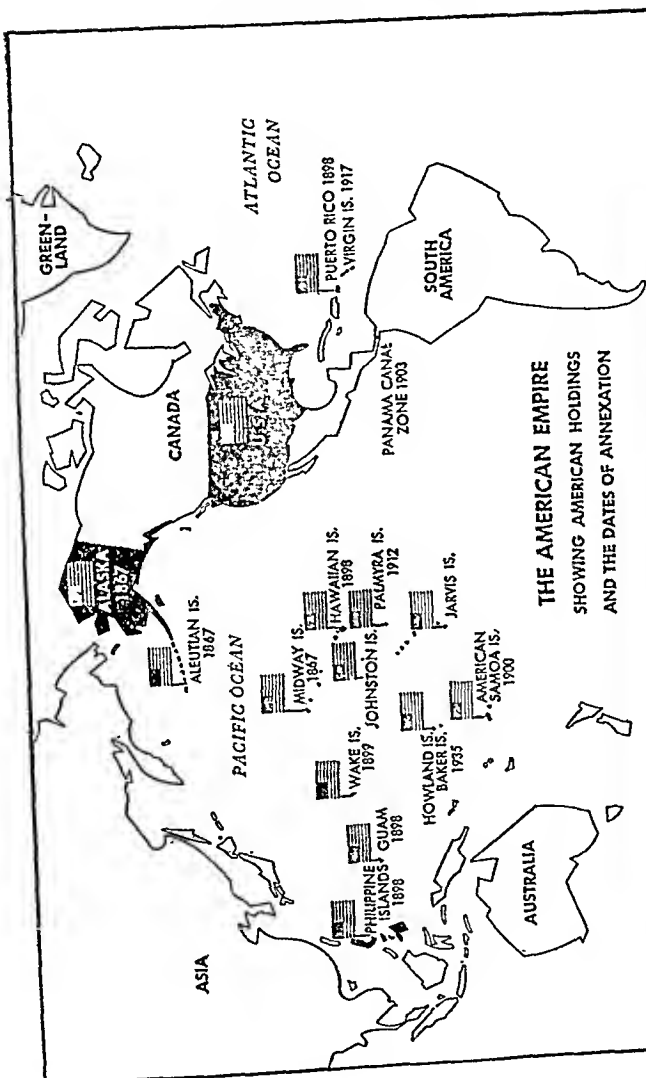 GREEN-
LAND
ATLANTIC
OCEAN
ALASKA
1867
CANADA
U.S.A.
ALEUTIAN IS.
1867
ASIA
PACIFIC OCEAN
MIDWAY IS.
1867
HAWAIIAN IS.
1898
PUERTO RICO 1898
VIRGIN IS. 1917
WAKE IS.
1899
JOHNSTON IS.
PALMYRA IS.
1912
PHILIPPINE
ISLANDS
1898
GUAM
1898
PANAMA CANAL
ZONE 1903
SOUTH
AMERICA
HOWLAND IS.
BAKER IS.
1935
JARVIS IS.
AMERICAN
SAMOA IS.
1900
AUSTRALIA
THE AMERICAN EMPIRE
SHOWING AMERICAN HOLDINGS
AND THE DATES OF ANNEXATION